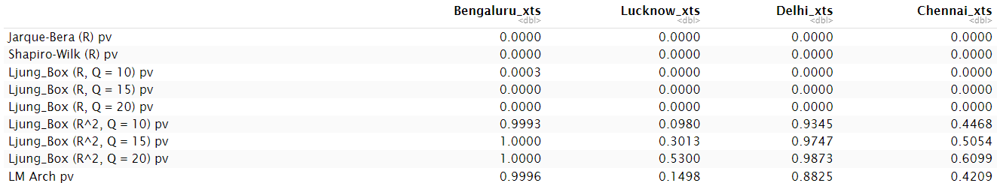 Bengaluru_xts Lucknow_xts Delhi_xts Chennai_xts
<dbl> <dbl> <dbl> <dbl>
Jarque-Bera (R) pv 0.0000 0.0000 0.0000 0.0000
Shapiro-Wilk (R) pv 0.0000 0.0000 0.0000 0.0000
Ljung_Box (R, Q = 10) pv 0.0003 0.0000 0.0000 0.0000
Ljung_Box (R, Q = 15) pv 0.0000 0.0000 0.0000 0.0000
Ljung_Box (R, Q = 20) pv 0.0000 0.0000 0.0000 0.0000
Ljung_Box (R^2, Q = 10) pv 0.9993 0.0980 0.9345 0.4468
Ljung_Box (R^2, Q = 15) pv 1.0000 0.3013 0.9747 0.5054
Ljung_Box (R^2, Q = 20) pv 1.0000 0.5300 0.9873 0.6099
LM Arch pv 0.9996 0.1498 0.8825 0.4209